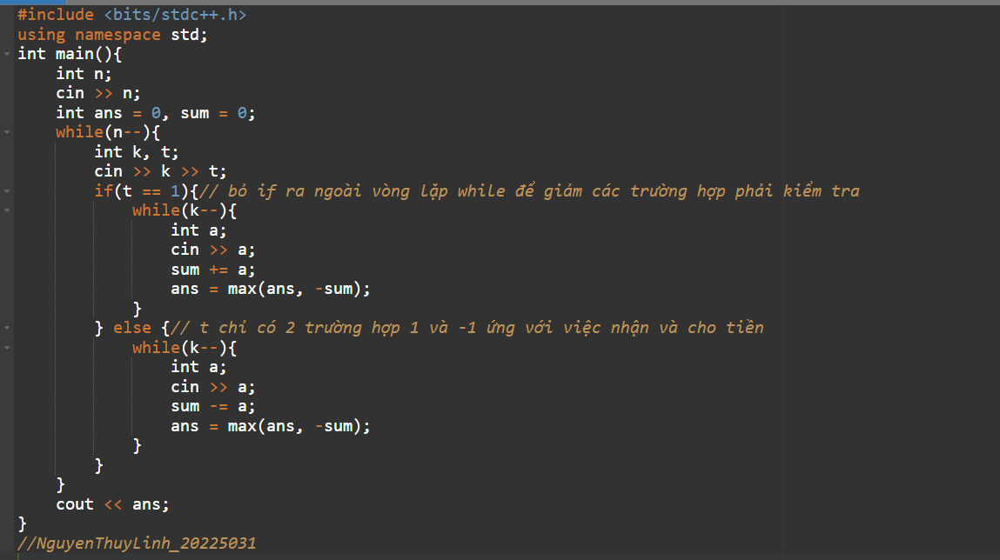 #include <bits/stdc++.h>
using namespace std;
int main(){
    int n;
    cin >> n;
    int ans = 0, sum = 0;
    while(n--){
        int k, t;
        cin >> k >> t;
        if(t == 1){// bỏ if ra ngoài vòng lặp while để giảm các trường hợp phải kiểm tra
            while(k--){
                int a;
                cin >> a;
                sum += a;
                ans = max(ans, -sum);
            }
        } else {// t chỉ có 2 trường hợp 1 và -1 ứng với việc nhận và cho tiền
            while(k--){
                int a;
                cin >> a;
                sum -= a;
                ans = max(ans, -sum);
            }
        }
    }
    cout << ans;
}
//NguyenThuyLinh_20225031